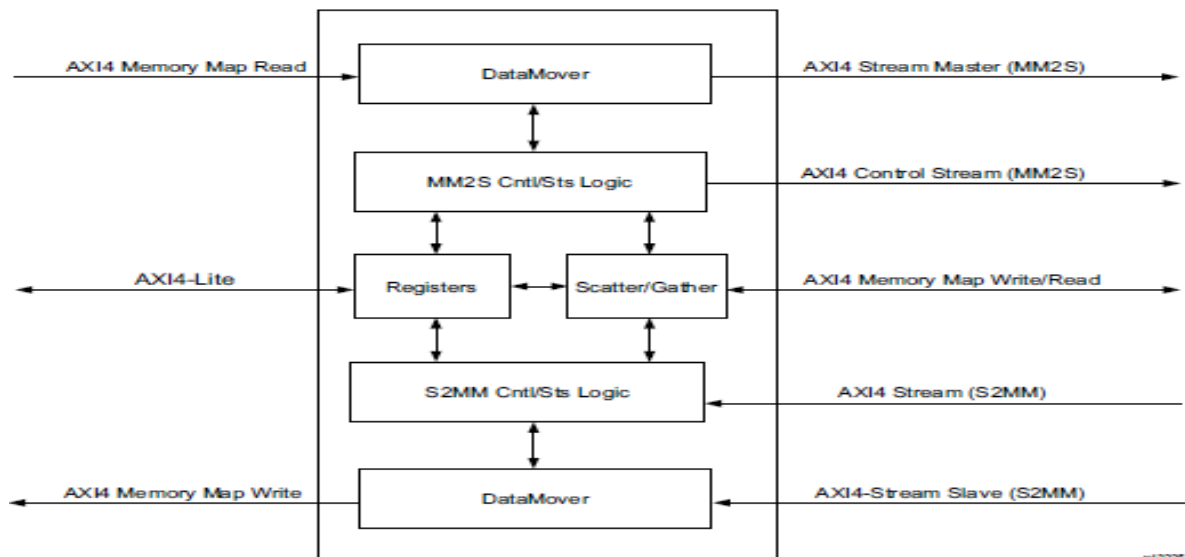 AXI4 Memory Map Read
DataMover
AXI4 Stream Master (MM2S)
MM2S Cntl/Sts Logic
AXI4 Control Stream (MM2S)
AXI4-Lite
Registers
Scatter/Gather
AXI4 Memory Map Write/Read
S2MM Cntl/Sts Logic
AXI4 Stream (S2MM)
AXI4 Memory Map Write
DataMover
AXI4-Stream Slave (S2MM)